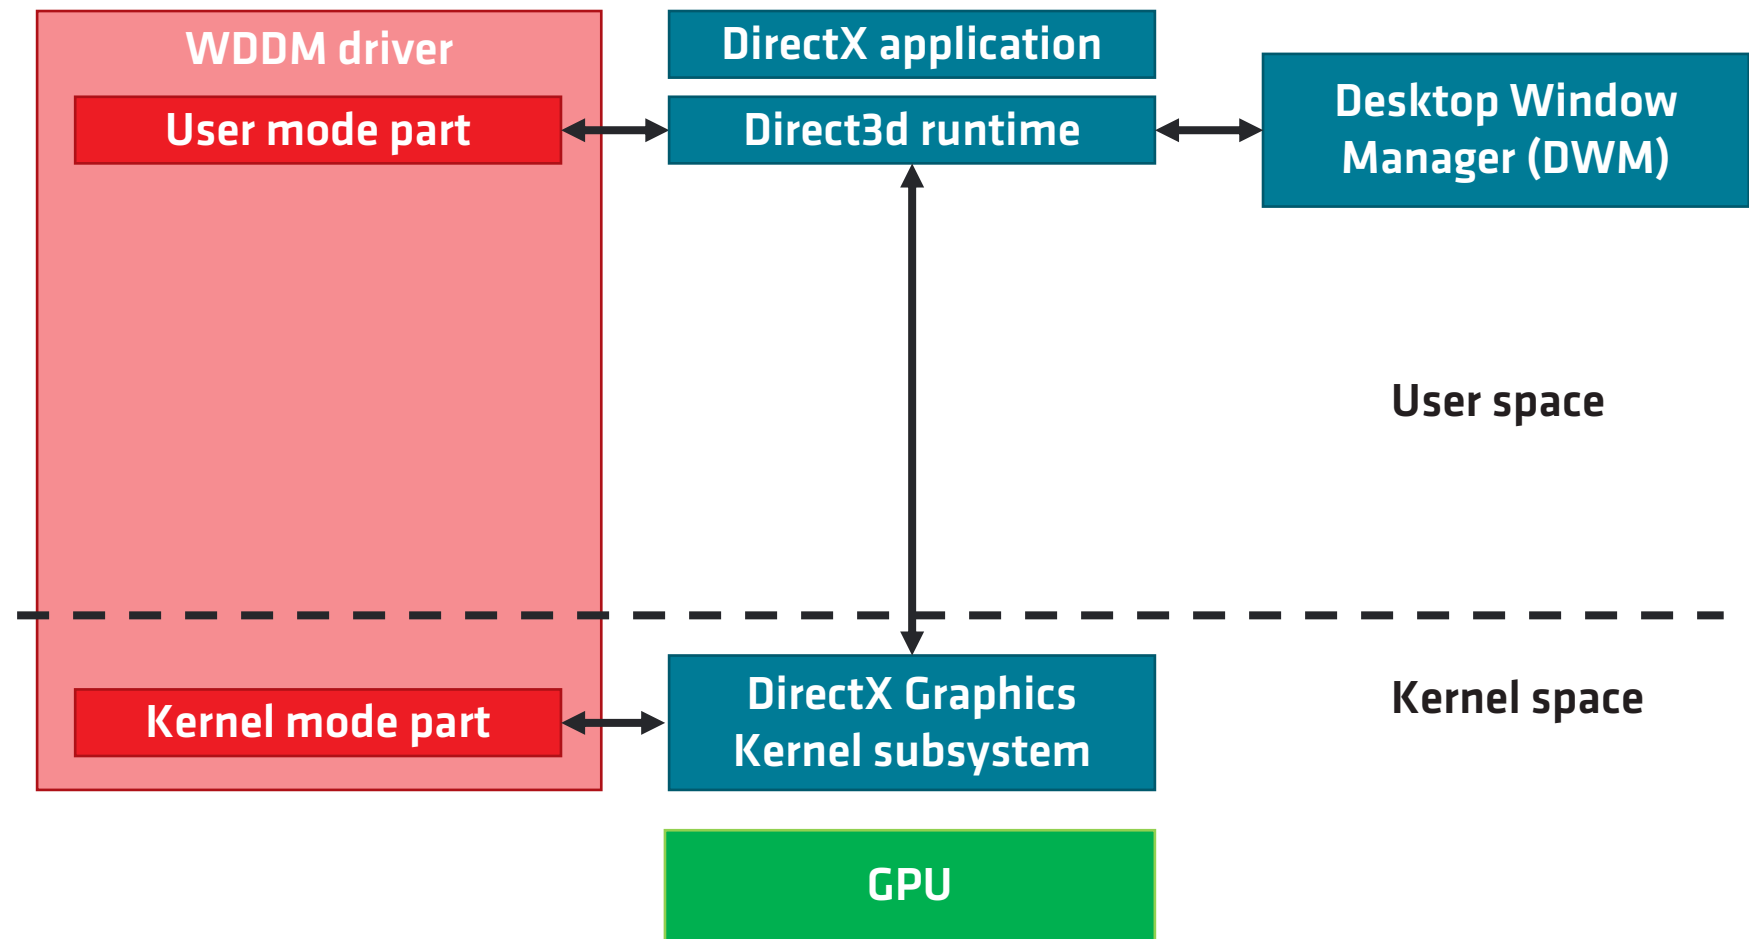 WDDM driver
User mode part
DirectX application
Direct3d runtime
Desktop Window
Manager (DWM)
User space
Kernel mode part
DirectX Graphics
Kernel subsystem
Kernel space
GPU